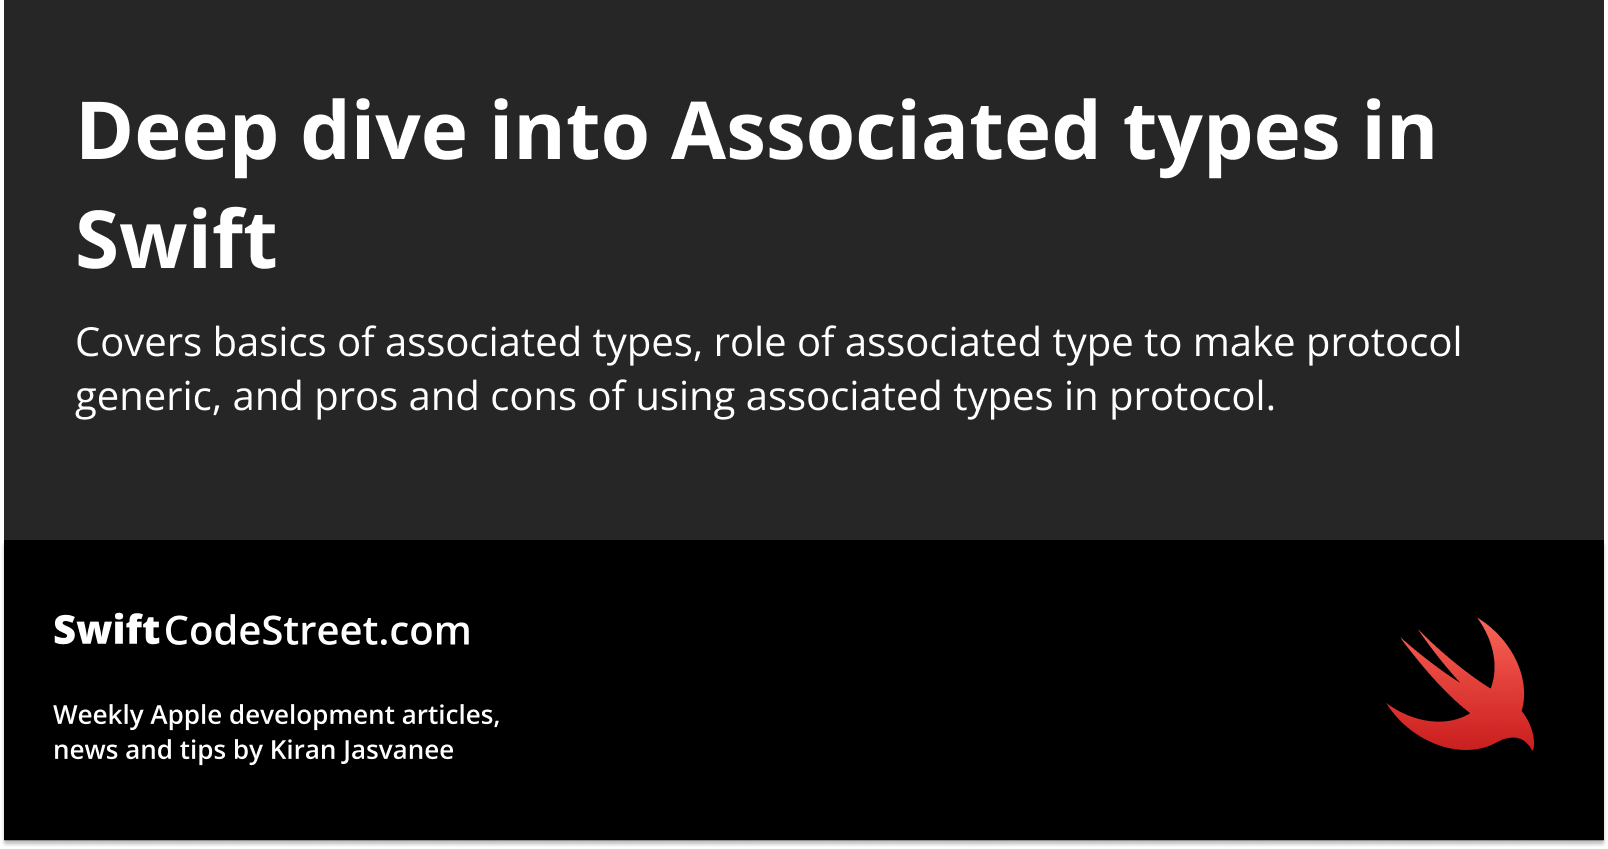 Deep dive into Associated types in
Swift
Covers basics of associated types, role of associated type to make protocol
generic, and pros and cons of using associated types in protocol.
SwiftCodeStreet.com
Weekly Apple development articles,
news and tips by Kiran Jasvanee